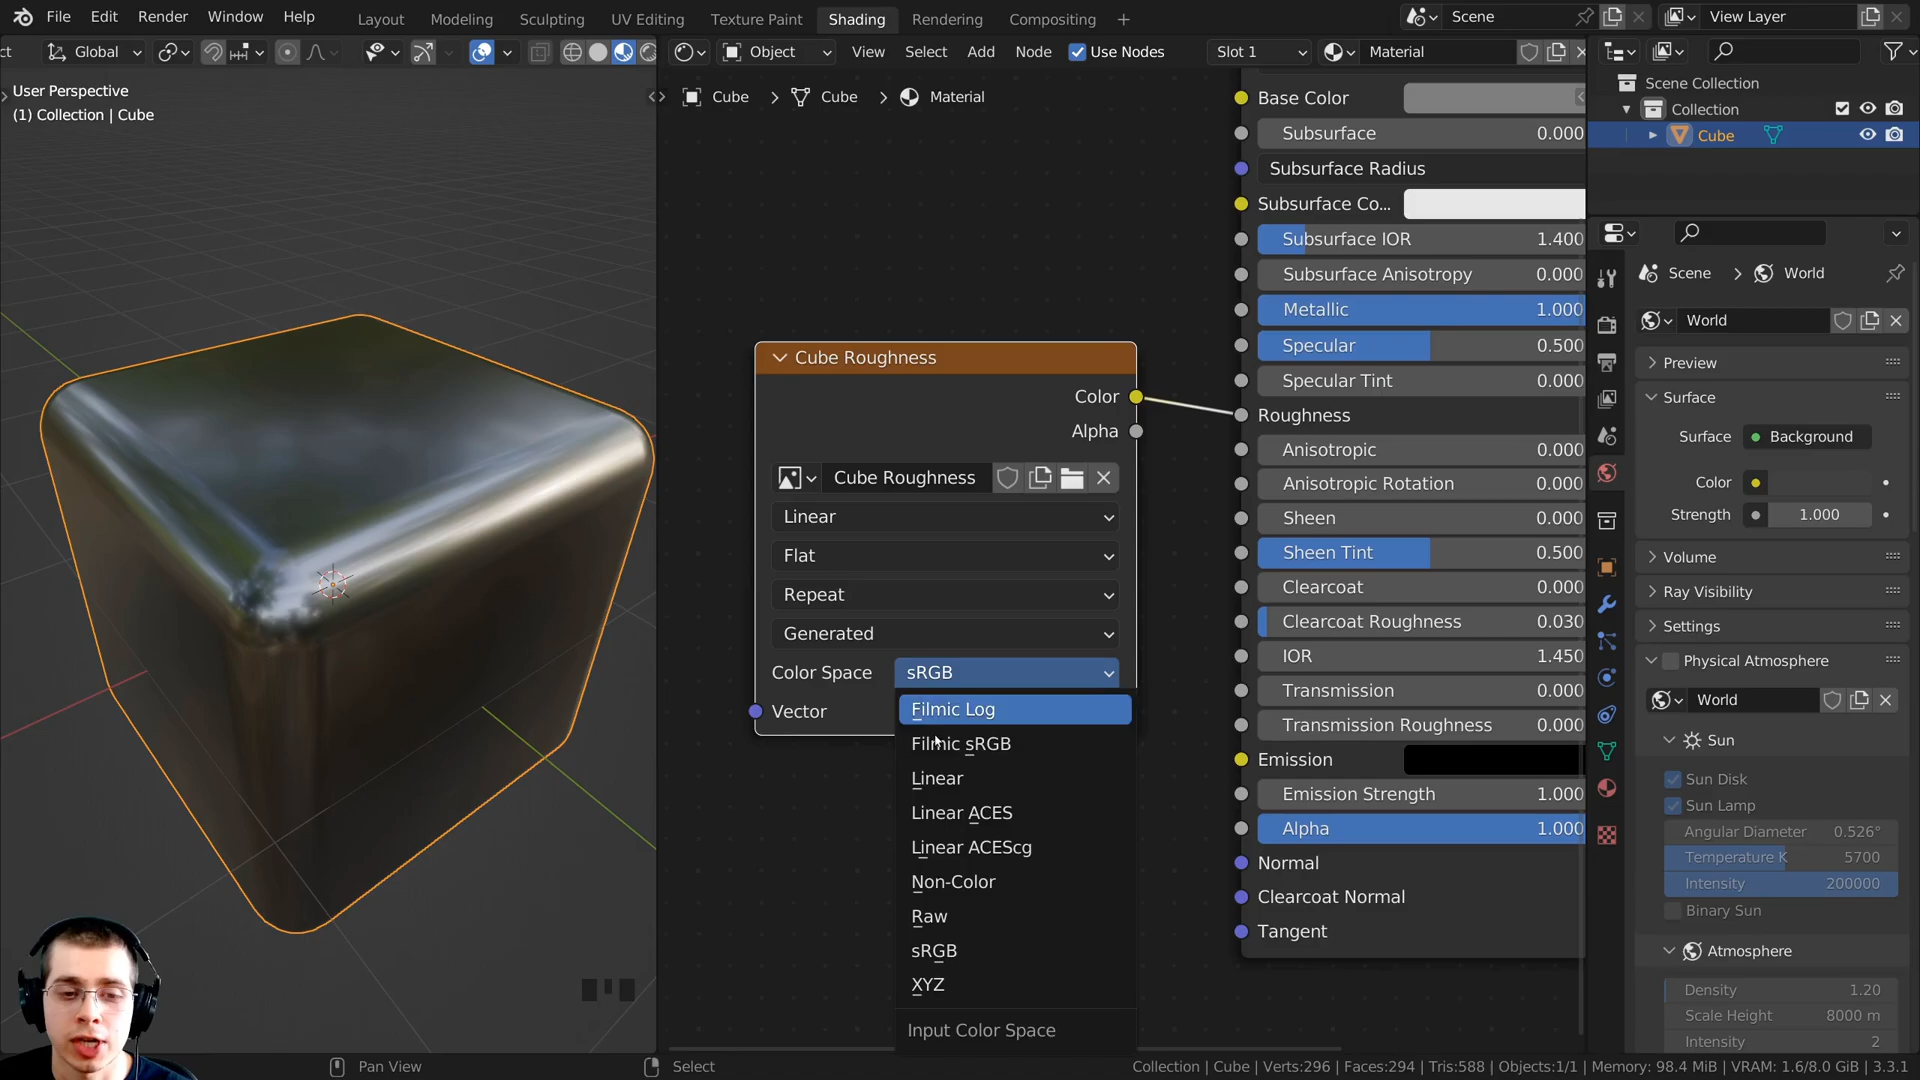 File Edit Render Window Help Layout Modeling Sculpting UV Editing Texture Paint Shading Rendering Compositing + Scene View Layer
Global Object View Select Add Node Use Nodes Slot 1 Material
User Perspective
(1) Collection | Cube
Cube > Cube > Material
Scene Collection
Collection
Cube
Base Color
Subsurface 0.000
Subsurface Radius
Subsurface Co...
Subsurface IOR 1.400
Subsurface Anisotropy 0.000
Metallic 1.000
Specular 0.500
Specular Tint 0.000
Roughness
Anisotropic 0.000
Anisotropic Rotation 0.000
Sheen 0.000
Sheen Tint 0.500
Clearcoat 0.000
Clearcoat Roughness 0.030
IOR 1.450
Transmission 0.000
Transmission Roughness 0.000
Emission
Emission Strength 1.000
Alpha 1.000
Normal
Clearcoat Normal
Tangent
Cube Roughness
Color
Alpha
Cube Roughness
Linear
Flat
Repeat
Generated
Color Space sRGB
Vector
Filmic Log
Filmic sRGB
Linear
Linear ACES
Linear ACEScg
Non-Color
Raw
sRGB
XYZ
Input Color Space
Scene > World
World
Preview
Surface
Surface Background
Color
Strength 1.000
Volume
Ray Visibility
Settings
Physical Atmosphere
World
Sun
Sun Disk
Sun Lamp
Angular Diameter 0.526°
Temperature K 5700
Intensity 200000
Binary Sun
Atmosphere
Density 1.20
Scale Height 8000 m
Intensity 2
Pan View Select Collection | Cube | Verts:296 | Faces:294 | Tris:588 | Objects:1/1 | Memory: 98.4 MiB | VRAM: 1.6/8.0 GiB | 3.3.1